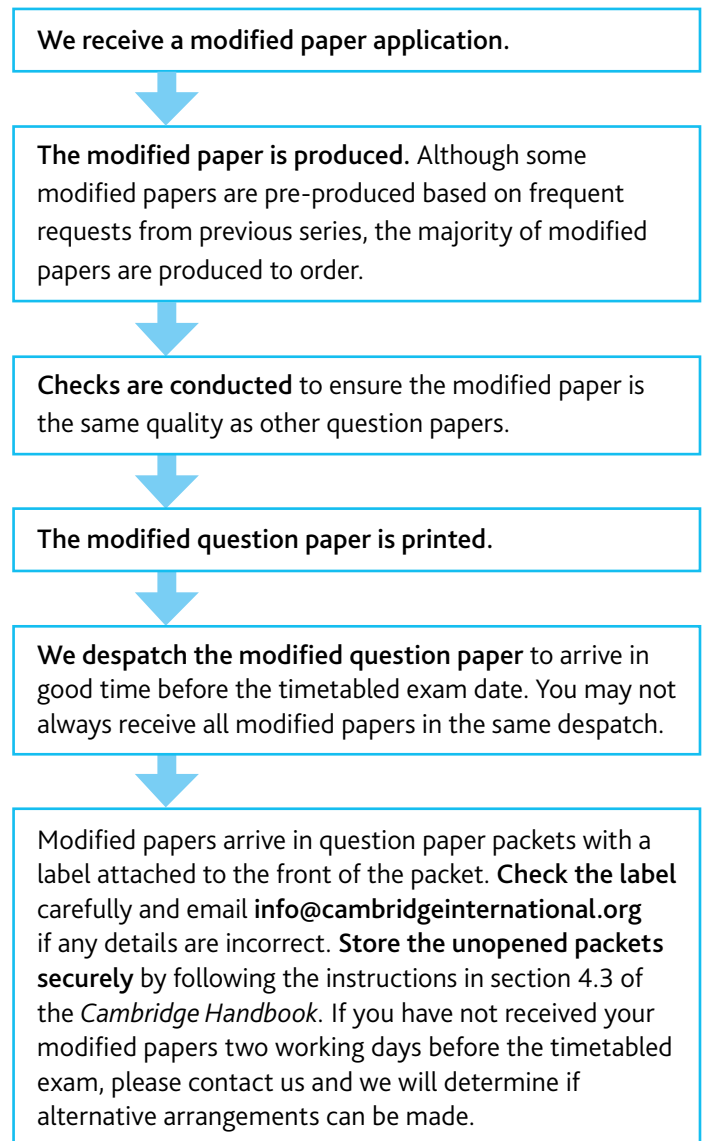 We receive a modified paper application.
The modified paper is produced. Although some
modified papers are pre-produced based on frequent
requests from previous series, the majority of modified
papers are produced to order.
Checks are conducted to ensure the modified paper is
the same quality as other question papers.
The modified question paper is printed.
We despatch the modified question paper to arrive in
good time before the timetabled exam date. You may not
always receive all modified papers in the same despatch.
Modified papers arrive in question paper packets with a
label attached to the front of the packet. Check the label
carefully and email info@cambridgeinternational.org
if any details are incorrect. Store the unopened packets
securely by following the instructions in section 4.3 of
the Cambridge Handbook. If you have not received your
modified papers two working days before the timetabled
exam, please contact us and we will determine if
alternative arrangements can be made.